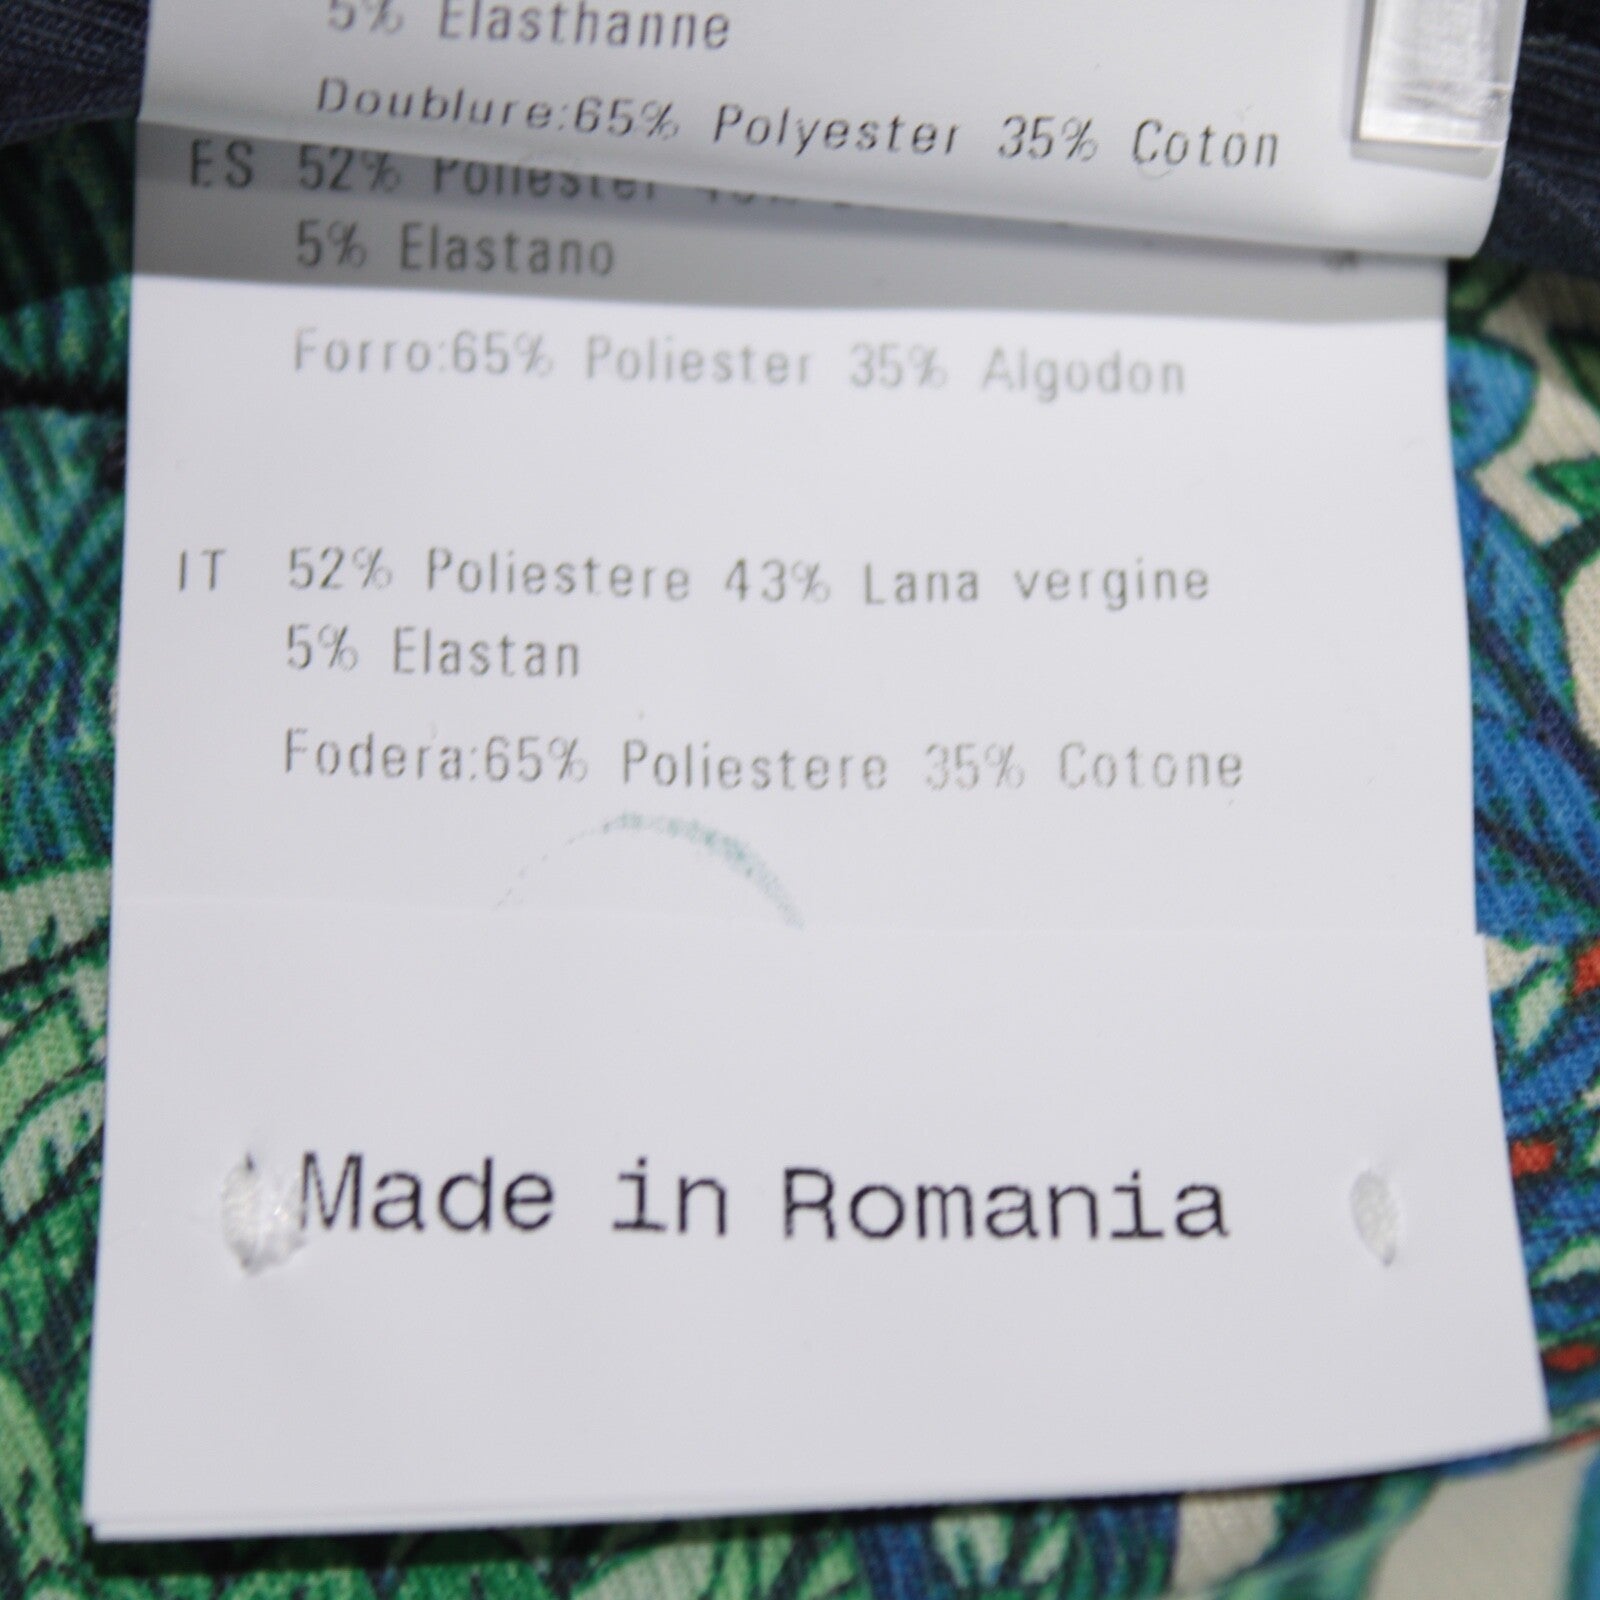 5% Elasthanne
Doublure:65% Polyester 35% Coton
ES 52% Poliester
5% Elastano
Forro:65% Poliester 35% Algodon
IT 52% Poliestere 43% Lana vergine
5% Elastan
Fodera:65% Poliestere 35% Cotone
Made in Romania